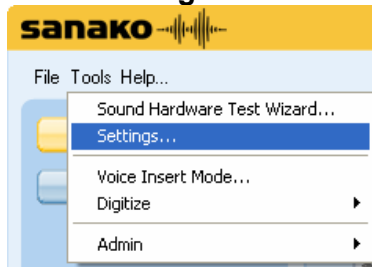 sanako
File Tools Help...
Sound Hardware Test Wizard...
Settings...
Voice Insert Mode...
Digitize
Admin